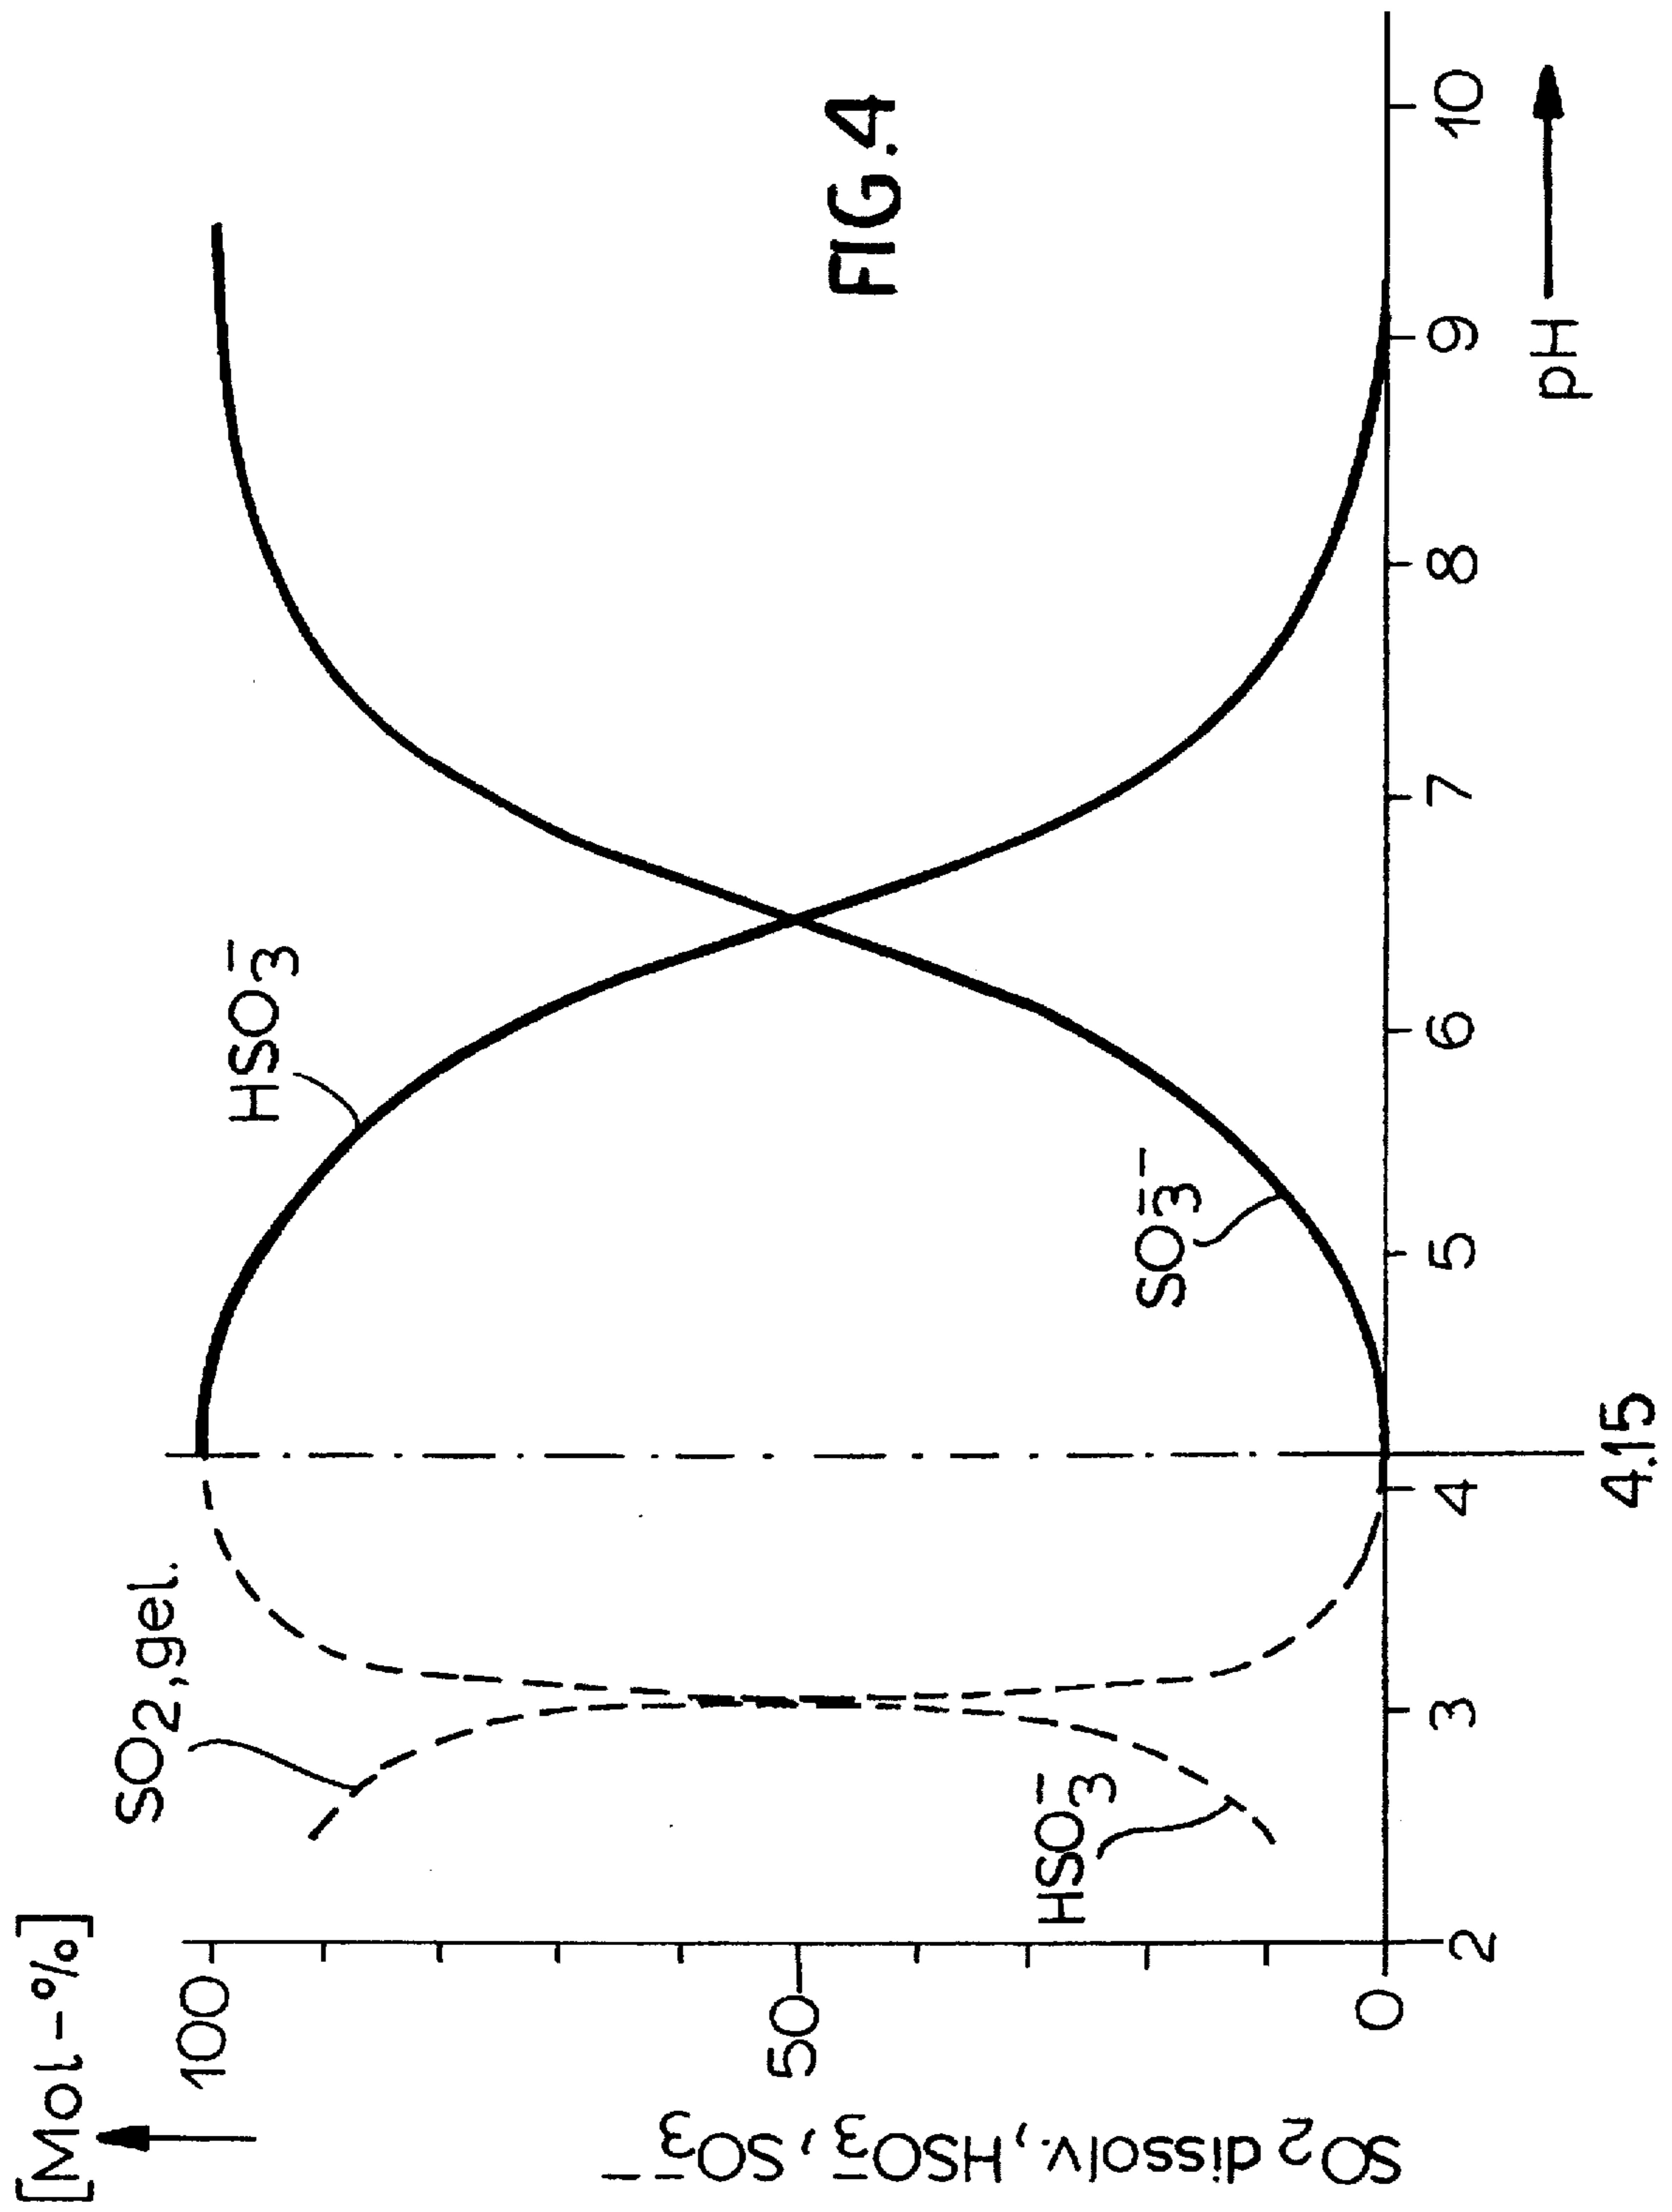 [Mol-%]
100
50
0
SO2 dissolv., HSO3-, SO3--
SO2, gel.
HSO3-
HSO3-
SO3--
FIG.4
2
3
4
5
6
7
8
9
10
4.15
pH